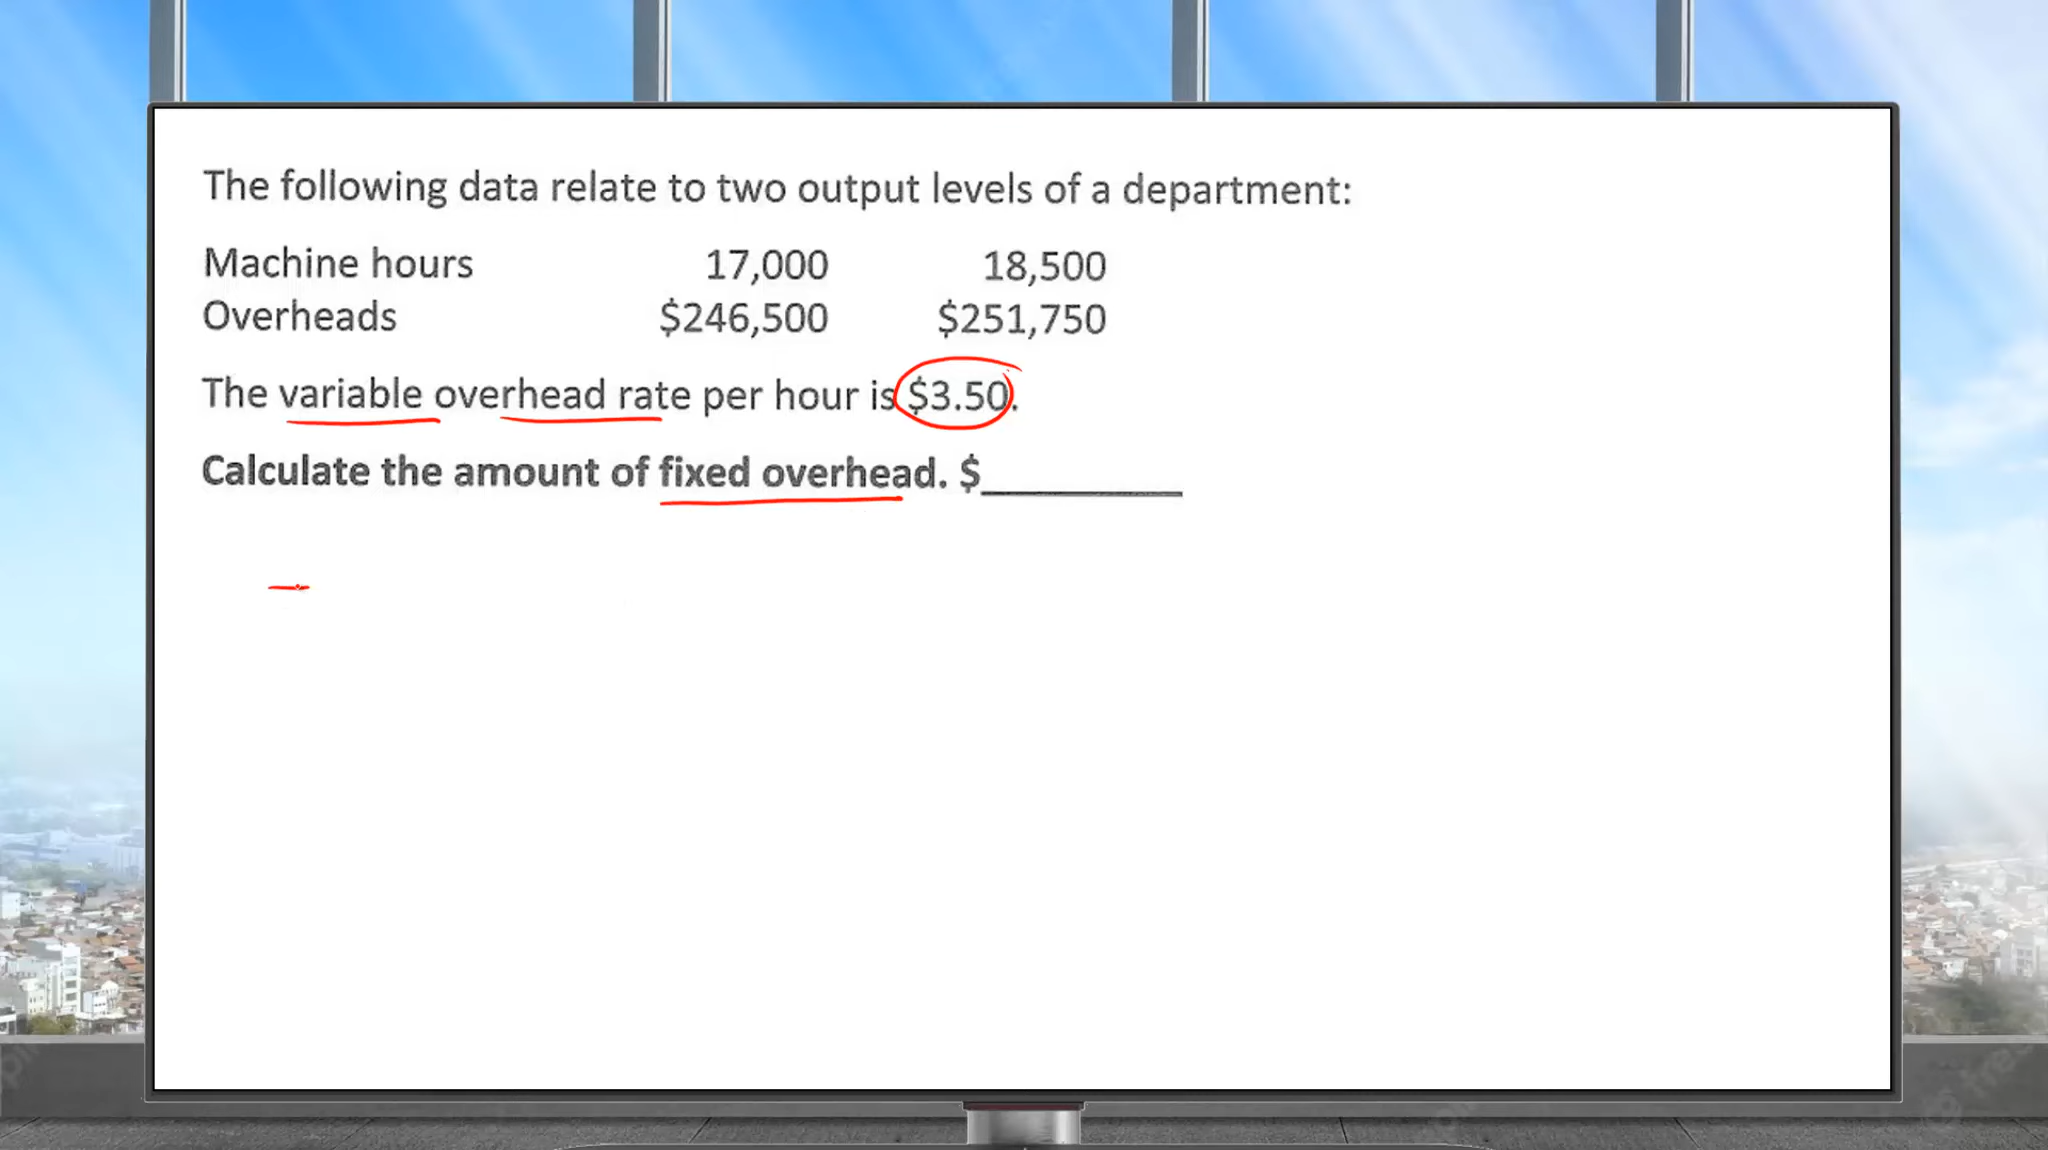 The following data relate to two output levels of a department:
Machine hours 17,000 18,500
Overheads $246,500 $251,750
The variable overhead rate per hour is $3.50.
Calculate the amount of fixed overhead. $__________